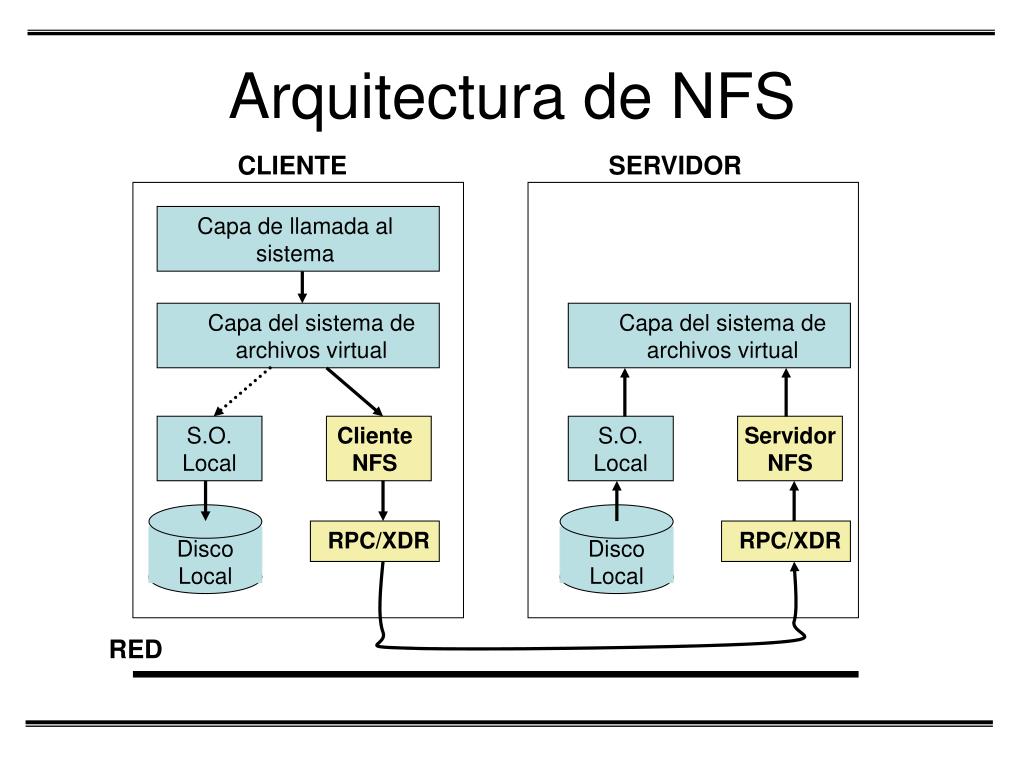 Arquitectura de NFS
CLIENTE
SERVIDOR
Capa de llamada al
sistema
Capa del sistema de
archivos virtual
Capa del sistema de
archivos virtual
S.O.
Local
Cliente
NFS
S.O.
Local
Servidor
NFS
Disco
Local
RPC/XDR
Disco
Local
RPC/XDR
RED